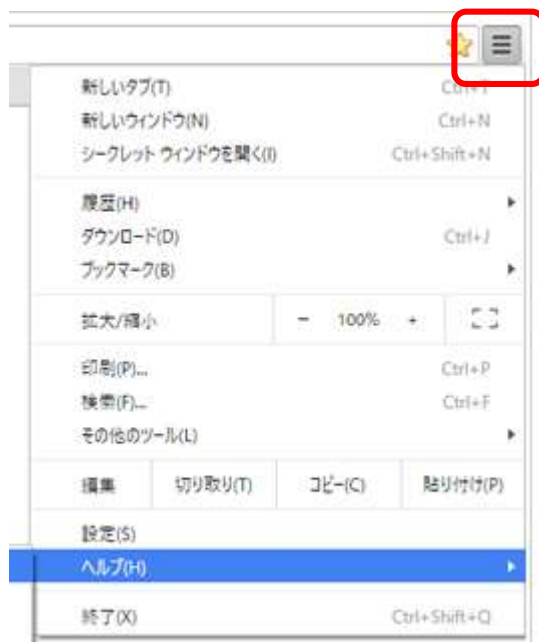 新しいタブ(T) Ctrl+T
新しいウィンドウ(N) Ctrl+N
シークレット ウィンドウを開く(I) Ctrl+Shift+N
履歴(H)
ダウンロード(D) Ctrl+J
ブックマーク(B)
拡大/縮小 - 100% +
印刷(P)... Ctrl+P
検索(F)... Ctrl+F
その他のツール(L)
編集 切り取り(T) コピー(C) 貼り付け(P)
設定(S)
ヘルプ(H)
終了(X) Ctrl+Shift+Q